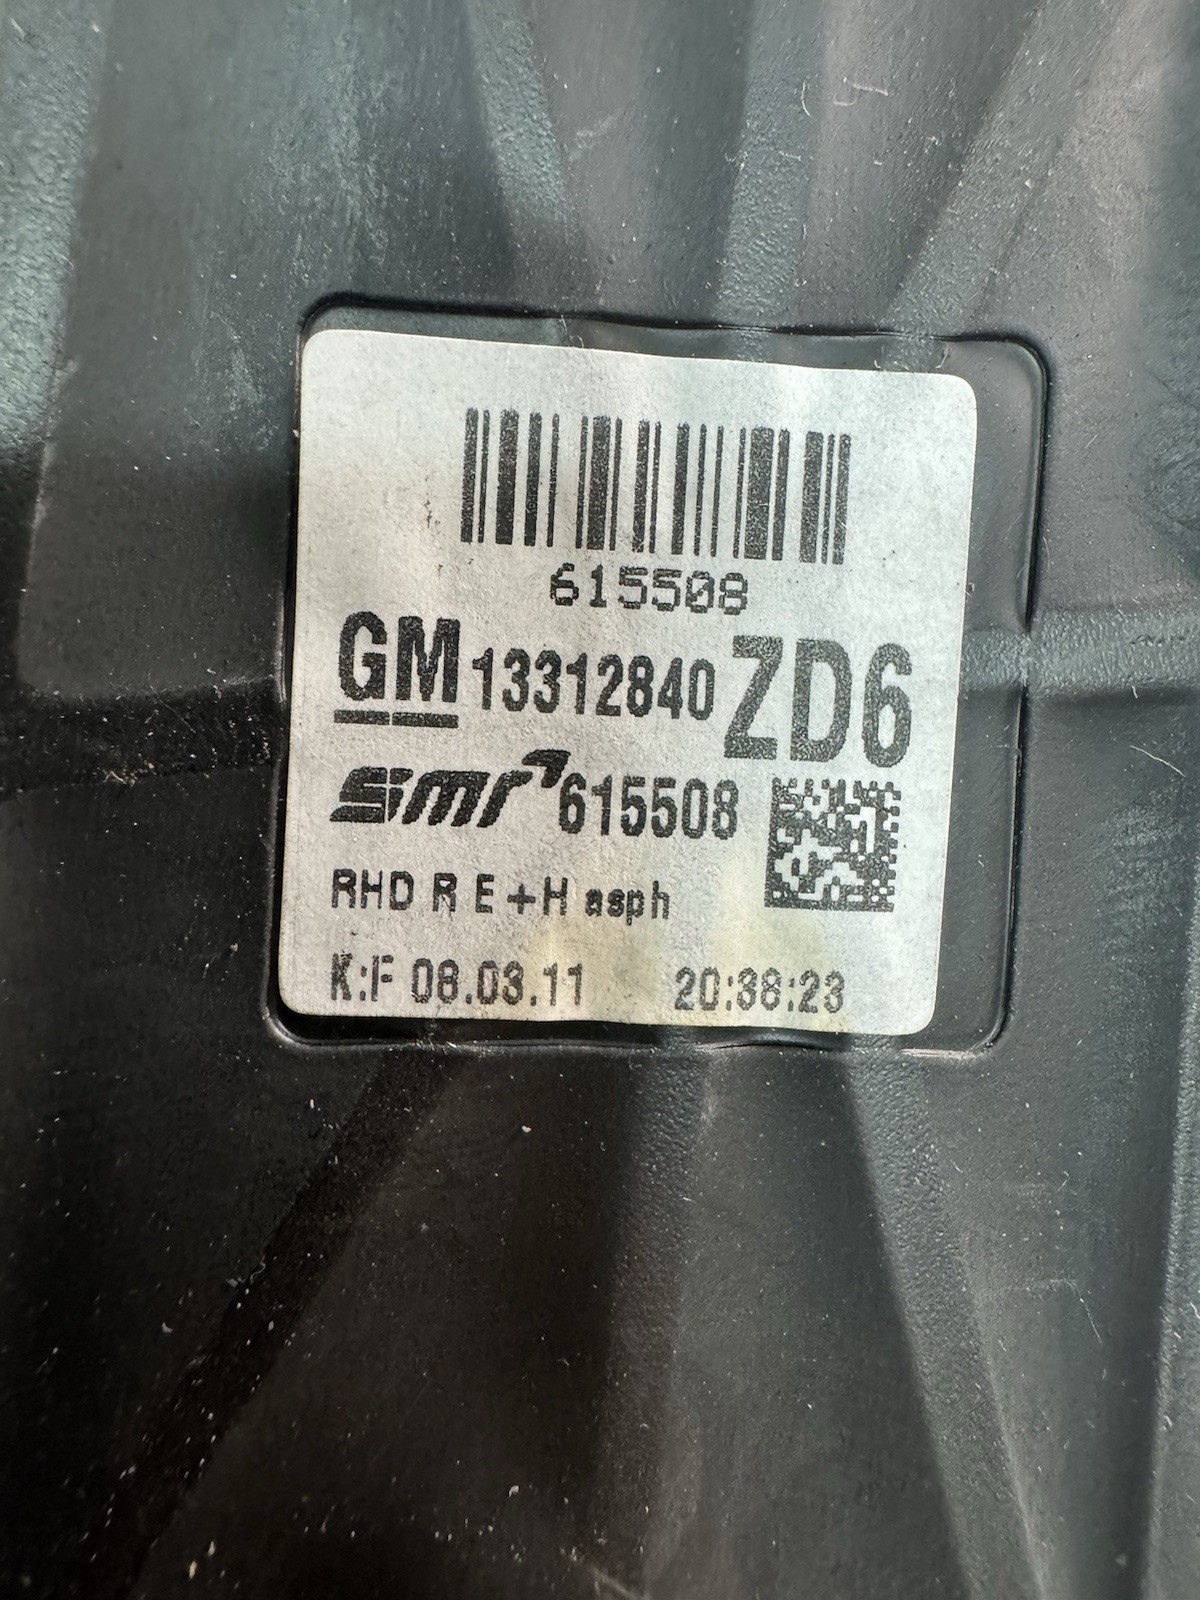 615508
GM 13312840 ZD6
smr 615508
RHD R E+H asph
K:F 08.03.11 20:38:23